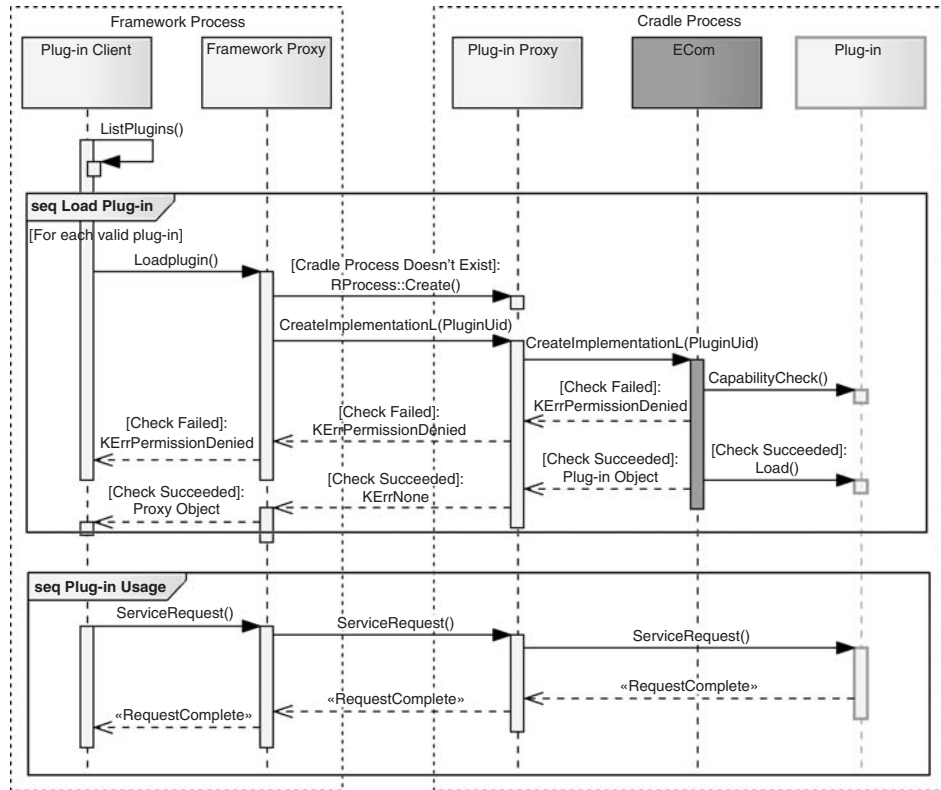 Framework Process
Cradle Process
Plug-in Client
Framework Proxy
Plug-in Proxy
ECom
Plug-in
ListPlugins()
seq Load Plug-in
[For each valid plug-in]
Loadplugin()
[Cradle Process Doesn't Exist]:
RProcess::Create()
CreateImplementationL(PluginUid)
CreateImplementationL(PluginUid)
CapabilityCheck()
[Check Failed]:
KErrPermissionDenied
[Check Failed]:
KErrPermissionDenied
[Check Failed]:
KErrPermissionDenied
[Check Succeeded]:
Load()
[Check Succeeded]:
Plug-in Object
[Check Succeeded]:
KErrNone
[Check Succeeded]:
Proxy Object
seq Plug-in Usage
ServiceRequest()
ServiceRequest()
ServiceRequest()
«RequestComplete»
«RequestComplete»
«RequestComplete»